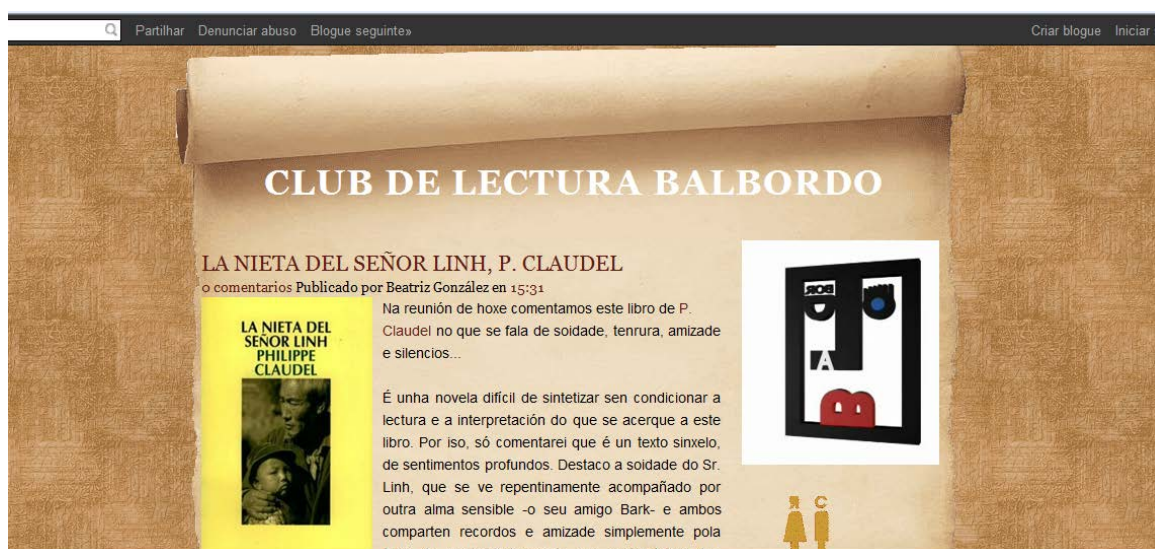 Partilhar Denunciar abuso Blogue seguinte» Criar blogue Iniciar
CLUB DE LECTURA BALBORDO
LA NIETA DEL SEÑOR LINH, P. CLAUDEL
0 comentarios Publicado por Beatriz González en 15:31
LA NIETA DEL
SEÑOR LINH
PHILIPPE
CLAUDEL
Na reunión de hoxe comentamos este libro de P.
Claudel no que se fala de soidade, tenrura, amizade
e silencios...
É unha novela difícil de sintetizar sen condicionar a
lectura e a interpretación do que se acerque a este
libro. Por iso, só comentarei que é un texto sinxelo,
de sentimentos profundos. Destaco a soidade do Sr.
Linh, que se ve repentinamente acompañado por
outra alma sensible -o seu amigo Bark- e ambos
comparten recordos e amizade simplemente pola